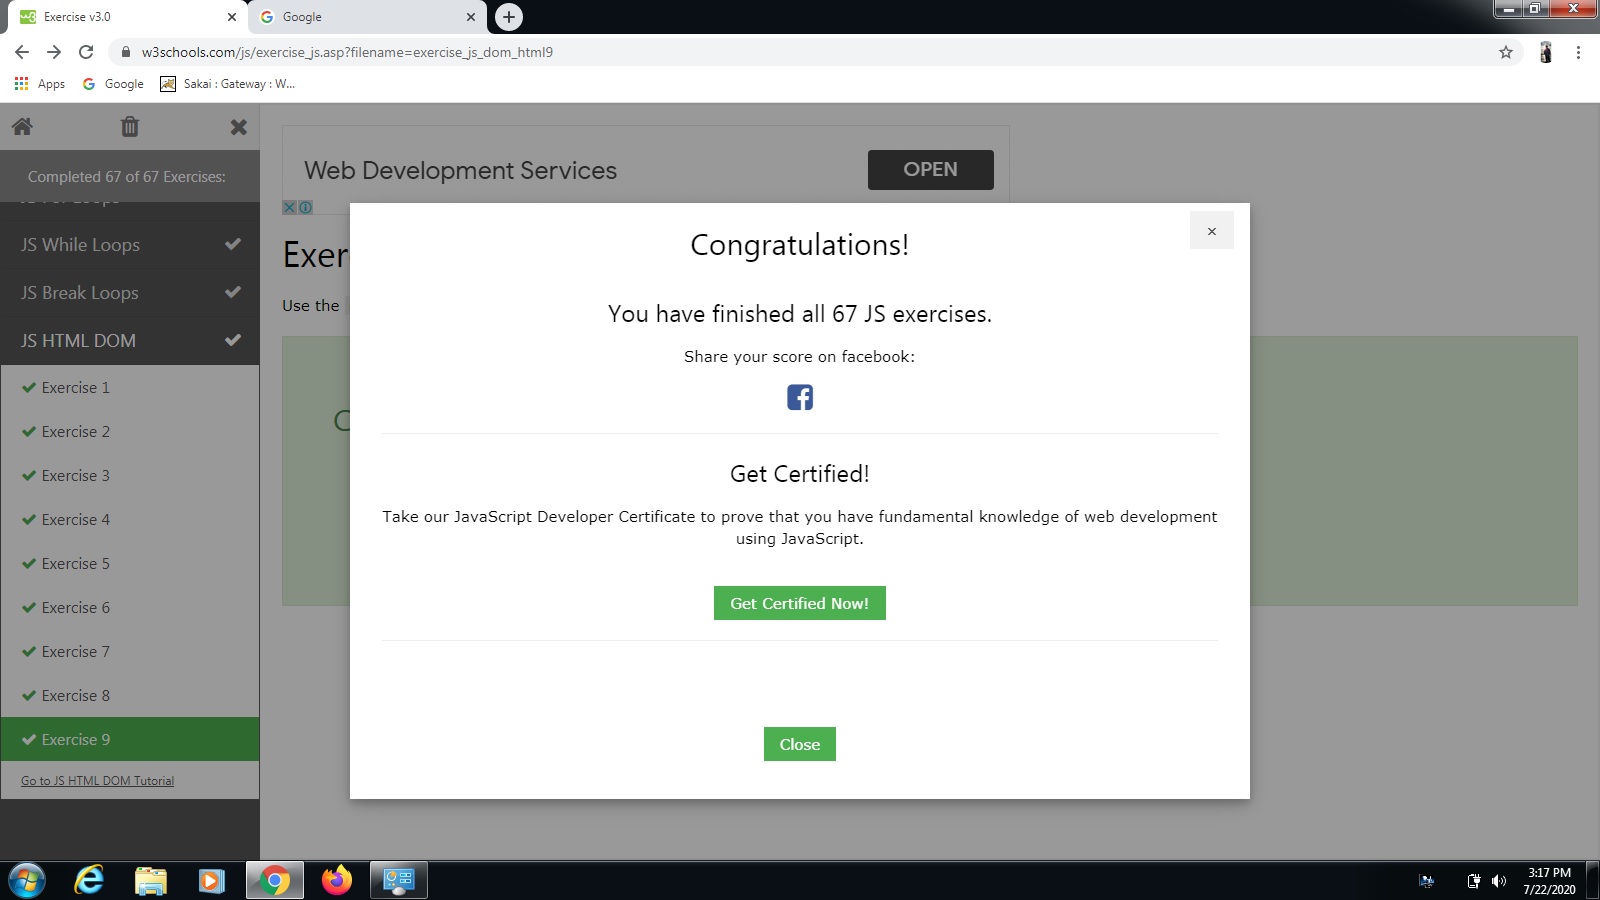 Exercise v3.0
Google
w3schools.com/js/exercise_js.asp?filename=exercise_js_dom_html9
Apps
Google
Sakai : Gateway : W...
Completed 67 of 67 Exercises:
JS While Loops
JS Break Loops
JS HTML DOM
Exercise 1
Exercise 2
Exercise 3
Exercise 4
Exercise 5
Exercise 6
Exercise 7
Exercise 8
Exercise 9
Go to JS HTML DOM Tutorial
Web Development Services
OPEN
Exer
Use the
C
Congratulations!
×
You have finished all 67 JS exercises.
Share your score on facebook:
Get Certified!
Take our JavaScript Developer Certificate to prove that you have fundamental knowledge of web development
using JavaScript.
Get Certified Now!
Close
3:17 PM
7/22/2020